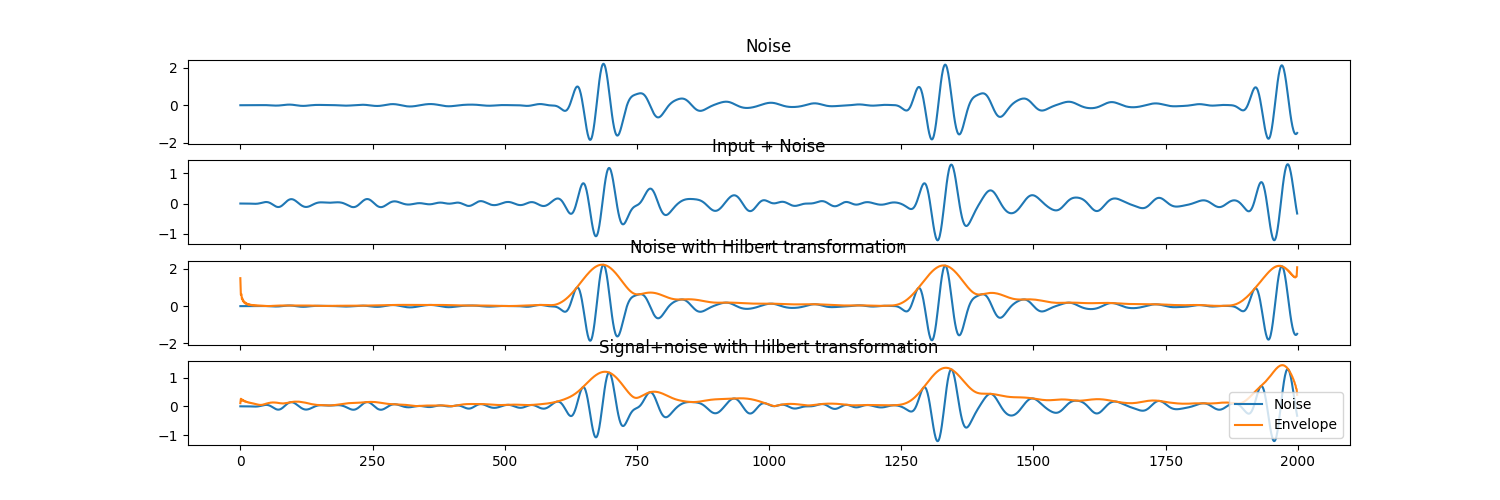 Noise
2
0
−2
Input + Noise
1
0
−1
Noise with Hilbert transformation
2
0
−2
Signal+noise with Hilbert transformation
1
0
−1
Noise
Envelope
0 250 500 750 1000 1250 1500 1750 2000